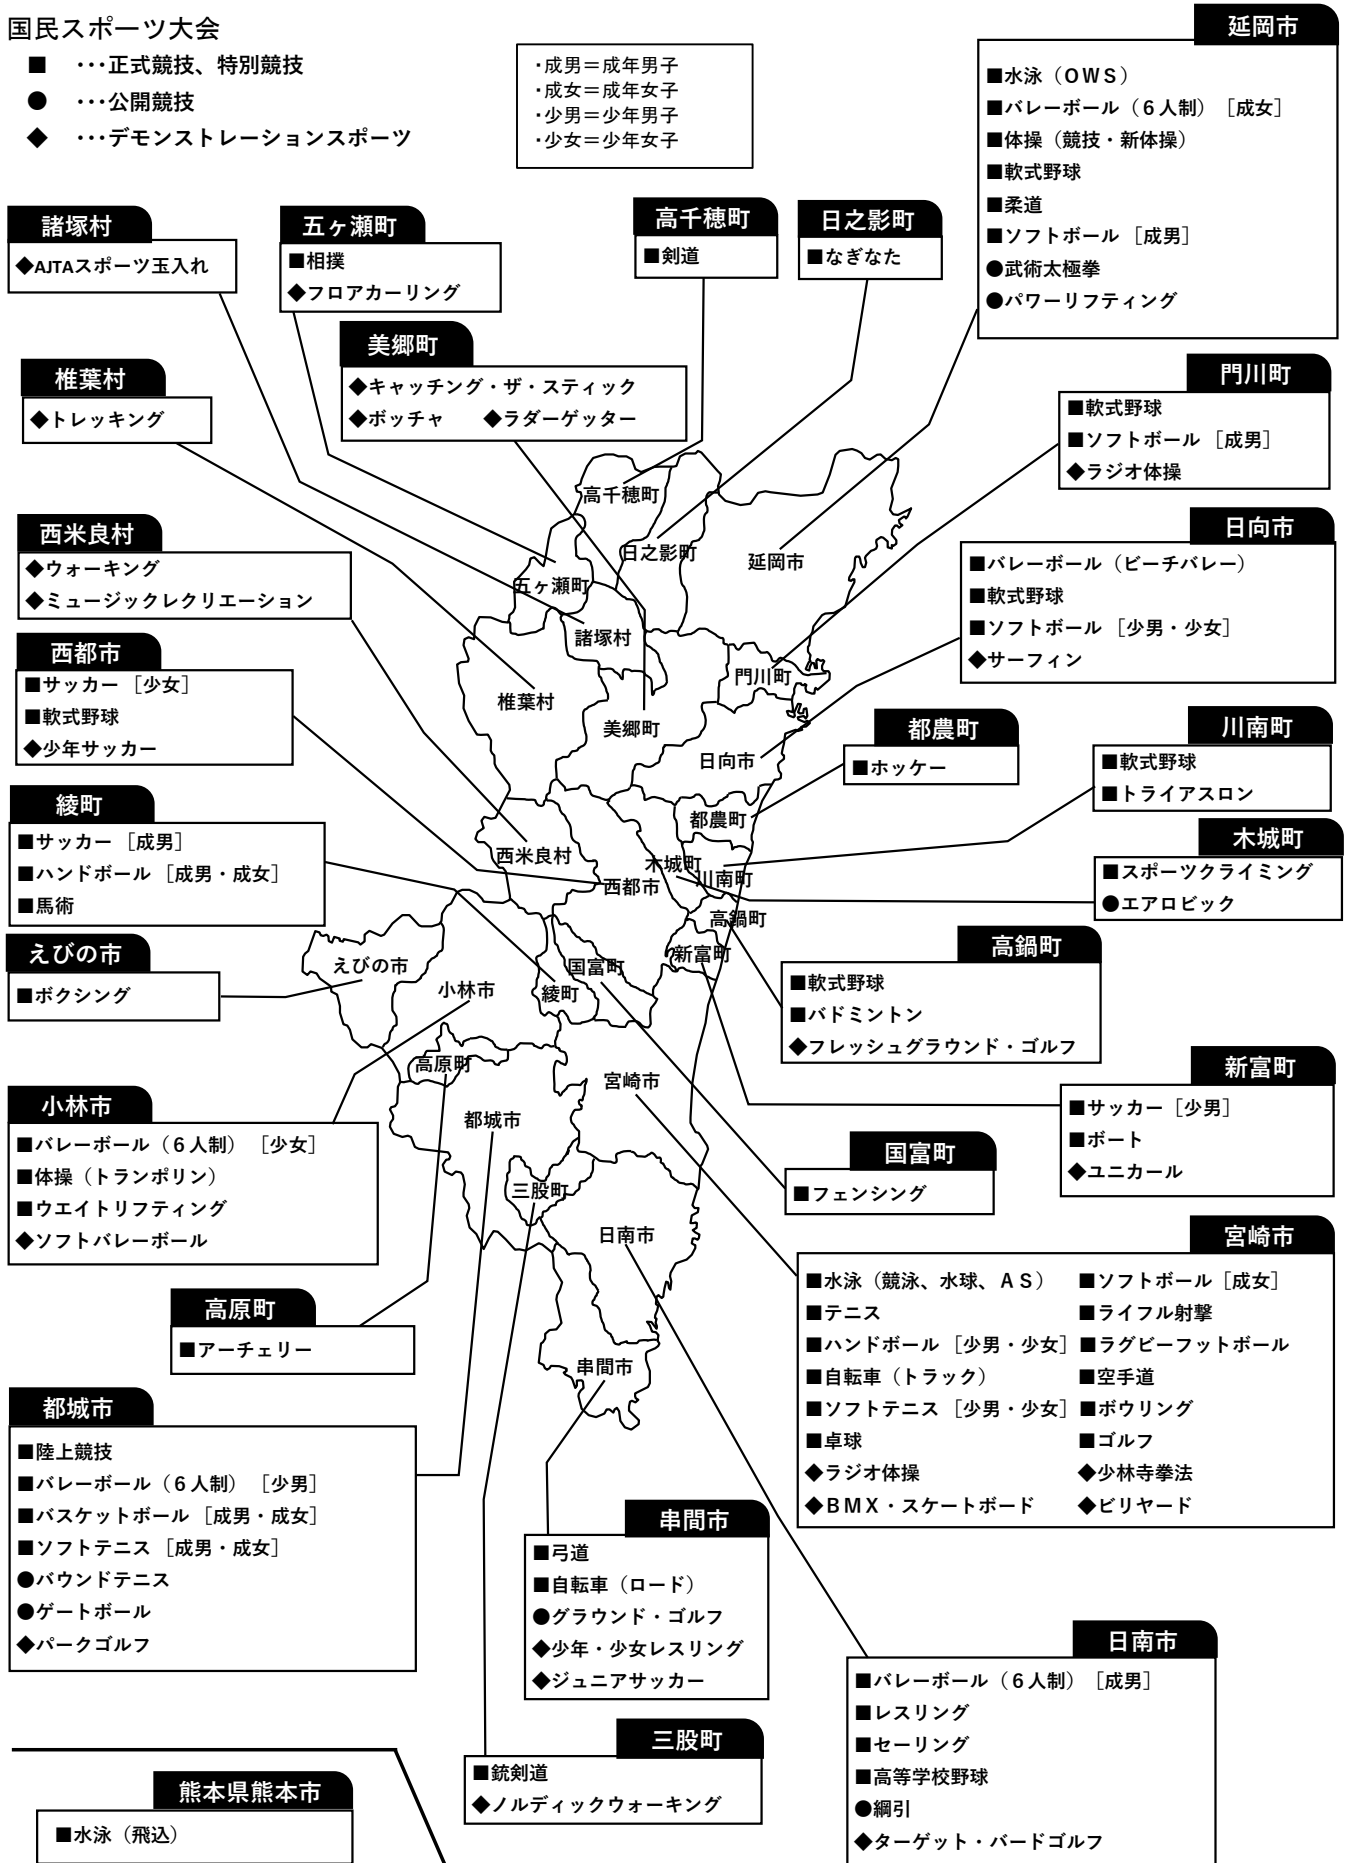 国民スポーツ大会
■ ･･･正式競技、特別競技
● ･･･公開競技
◆ ･･･デモンストレーションスポーツ
・成男＝成年男子
・成女＝成年女子
・少男＝少年男子
・少女＝少年女子
延岡市
■水泳（ＯＷＳ）
■バレーボール（６人制）［成女］
■体操（競技・新体操）
■軟式野球
■柔道
■ソフトボール［成男］
●武術太極拳
●パワーリフティング
諸塚村
◆AJTAスポーツ玉入れ
五ヶ瀬町
■相撲
◆フロアカーリング
高千穂町
■剣道
日之影町
■なぎなた
美郷町
◆キャッチング・ザ・スティック
◆ボッチャ ◆ラダーゲッター
椎葉村
◆トレッキング
門川町
■軟式野球
■ソフトボール［成男］
◆ラジオ体操
西米良村
◆ウォーキング
◆ミュージックレクリエーション
日向市
■バレーボール（ビーチバレー）
■軟式野球
■ソフトボール［少男・少女］
◆サーフィン
西都市
■サッカー［少女］
■軟式野球
◆少年サッカー
都農町
■ホッケー
川南町
■軟式野球
■トライアスロン
綾町
■サッカー［成男］
■ハンドボール［成男・成女］
■馬術
木城町
■スポーツクライミング
●エアロビック
えびの市
■ボクシング
高鍋町
■軟式野球
■バドミントン
◆フレッシュグラウンド・ゴルフ
新富町
■サッカー［少男］
■ボート
◆ユニカール
小林市
■バレーボール（６人制）［少女］
■体操（トランポリン）
■ウエイトリフティング
◆ソフトバレーボール
国富町
■フェンシング
宮崎市
■水泳（競泳、水球、ＡＳ） ■ソフトボール［成女］
■テニス ■ライフル射撃
■ハンドボール［少男・少女］ ■ラグビーフットボール
■自転車（トラック） ■空手道
■ソフトテニス［少男・少女］ ■ボウリング
■卓球 ■ゴルフ
◆ラジオ体操 ◆少林寺拳法
◆ＢＭＸ・スケートボード ◆ビリヤード
高原町
■アーチェリー
都城市
■陸上競技
■バレーボール（６人制）［少男］
■バスケットボール［成男・成女］
■ソフトテニス［成男・成女］
●バウンドテニス
●ゲートボール
◆パークゴルフ
串間市
■弓道
■自転車（ロード）
●グラウンド・ゴルフ
◆少年・少女レスリング
◆ジュニアサッカー
日南市
■バレーボール（６人制）［成男］
■レスリング
■セーリング
■高等学校野球
●綱引
◆ターゲット・バードゴルフ
三股町
■銃剣道
◆ノルディックウォーキング
熊本県熊本市
■水泳（飛込）
高千穂町
日之影町
延岡市
五ヶ瀬町
諸塚村
門川町
椎葉村
美郷町
日向市
都農町
西米良村
木城町
川南町
西都市
高鍋町
新富町
えびの市
国富町
小林市
綾町
高原町
宮崎市
都城市
三股町
日南市
串間市